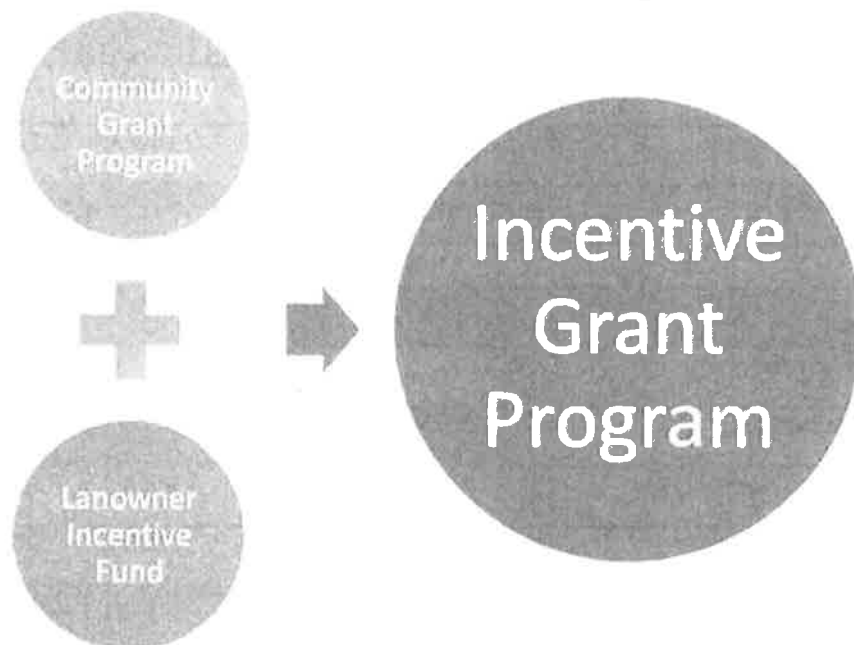 Community
Grant
Program
Lanowner
Incentive
Fund
Incentive
Grant
Program